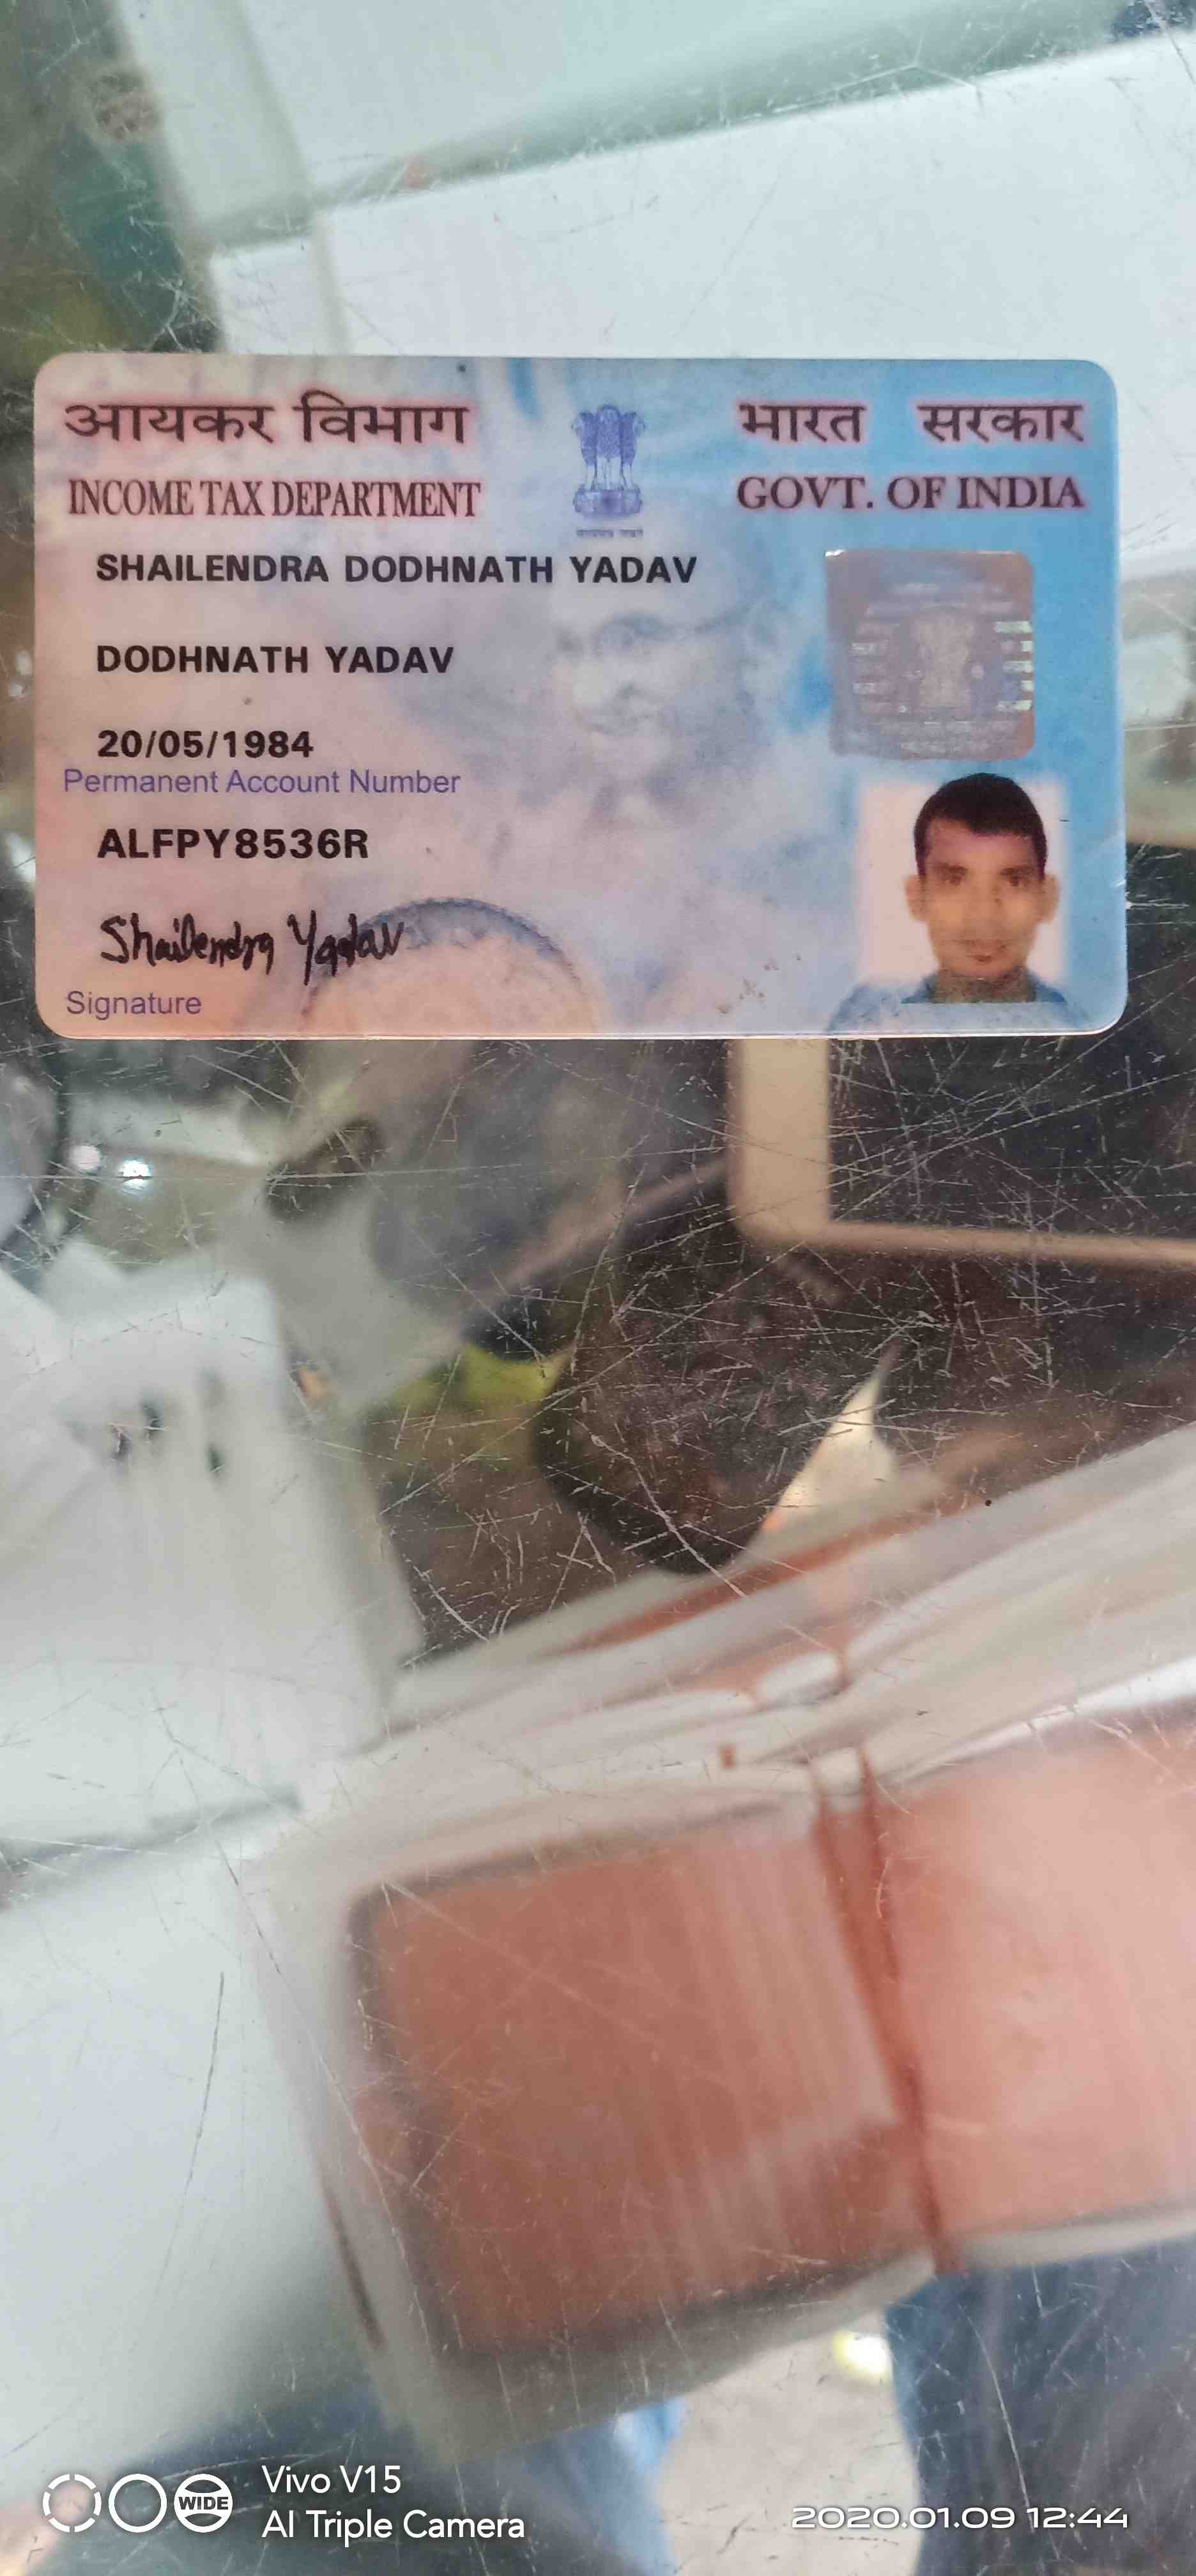 आयकर विभाग
INCOME TAX DEPARTMENT
भारत सरकार
GOVT. OF INDIA
SHAILENDRA DODHNATH YADAV
DODHNATH YADAV
20/05/1984
Permanent Account Number
ALFPY8536R
Shailendra Yadav
Signature
WIDE
Vivo V15
AI Triple Camera
2020.01.09 12:44